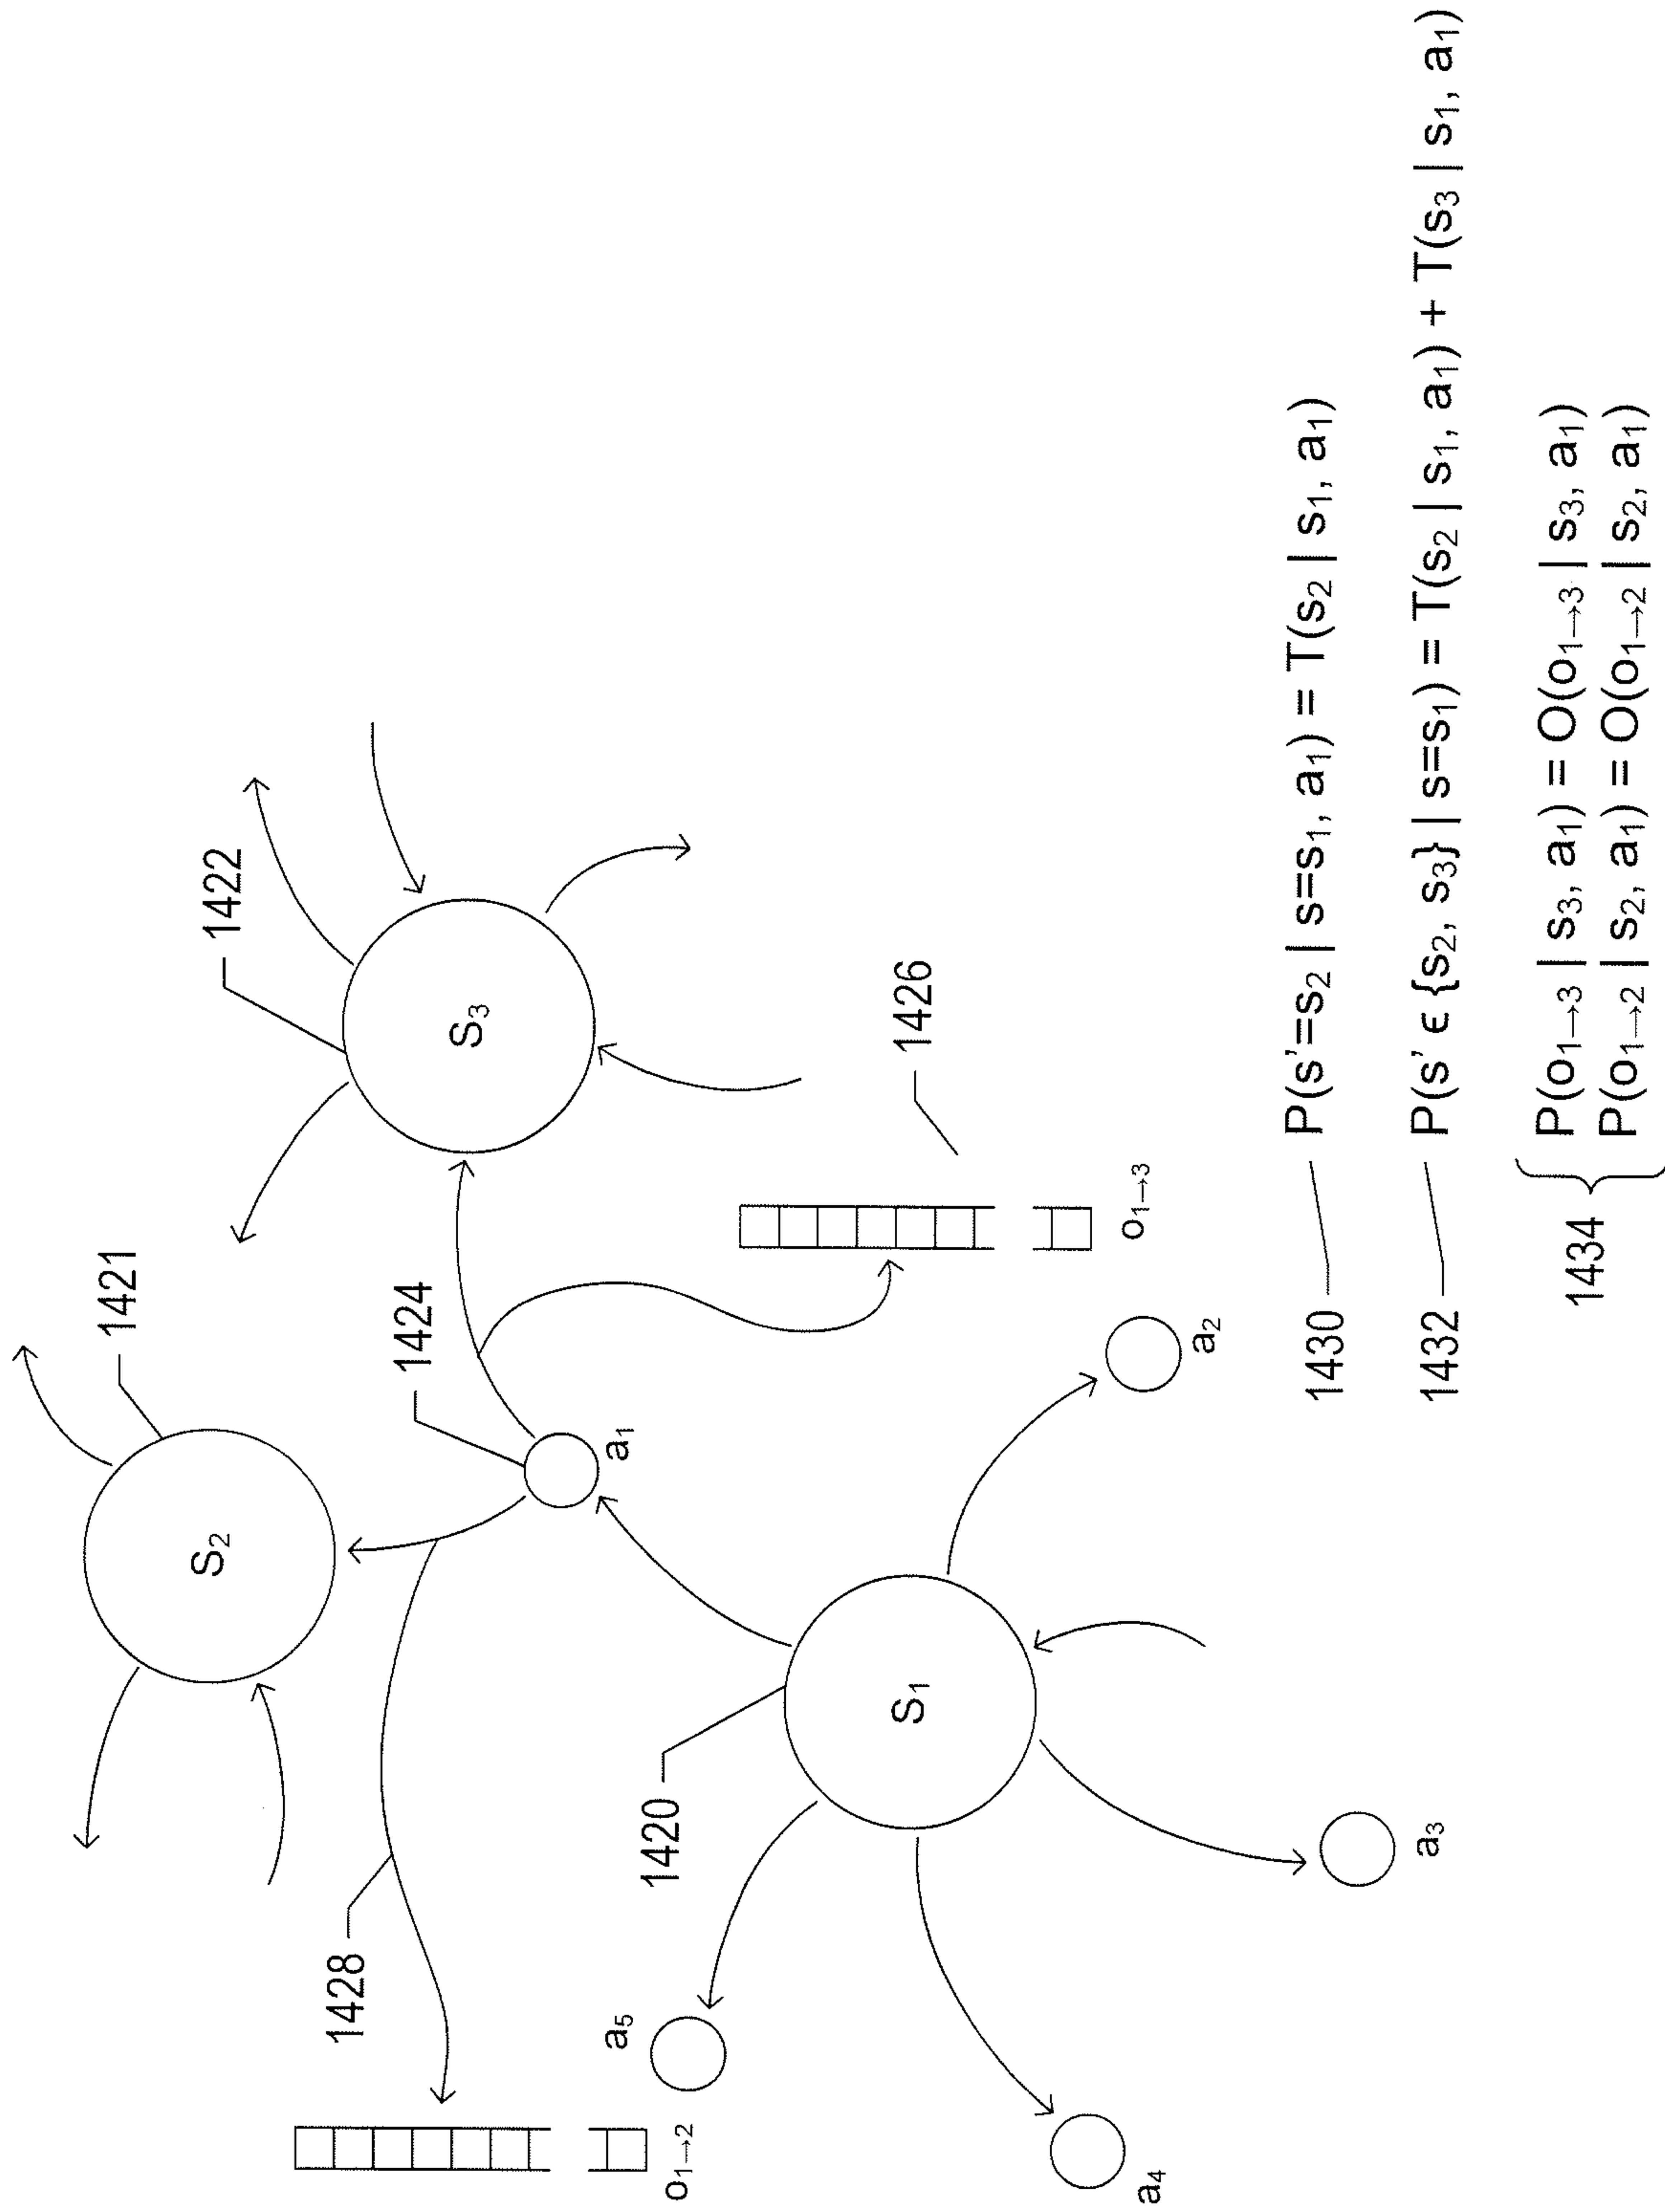 1421
S₂
1422
1428
1424
S₃
a₅
a₁
1420
o₁→₂
S₁
1426
o₁→₃
a₄
a₂
a₃
1430 P(s'=s₂ | s=s₁, a₁) = T(s₂ | s₁, a₁)
1432 P(s' ϵ {s₂, s₃} | s=s₁) = T(s₂ | s₁, a₁) + T(s₃ | s₁, a₁)
1434
P(o₁→₃ | s₃, a₁) = O(o₁→₃ | s₃, a₁)
P(o₁→₂ | s₂, a₁) = O(o₁→₂ | s₂, a₁)